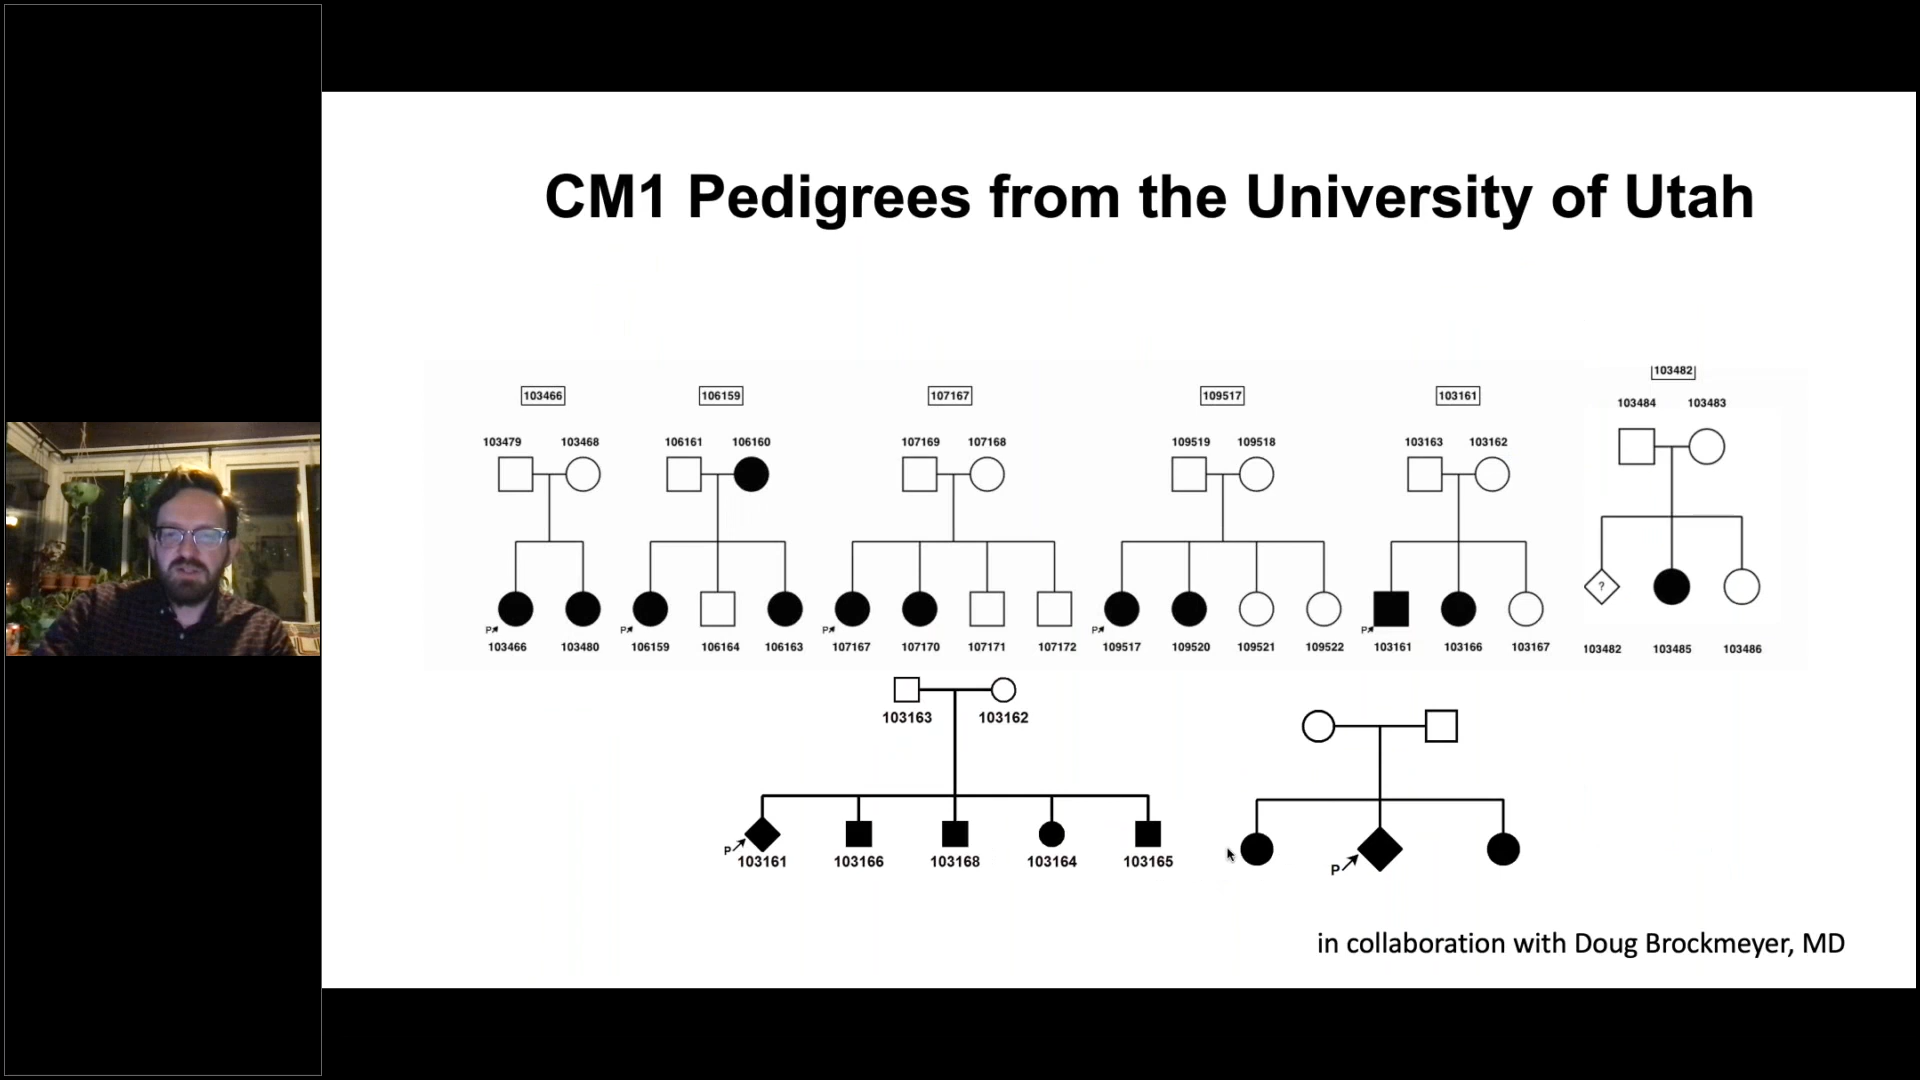 CM1 Pedigrees from the University of Utah
103466 106159 107167 109517 103161 103482
103479 103468 106161 106160 107169 107168 109519 109518 103163 103162 103484 103483
?
P P P P P
103466 103480 106159 106164 106163 107167 107170 107171 107172 109517 109520 109521 109522 103161 103166 103167 103482 103485 103486
103163 103162
P P
103161 103166 103168 103164 103165
in collaboration with Doug Brockmeyer, MD